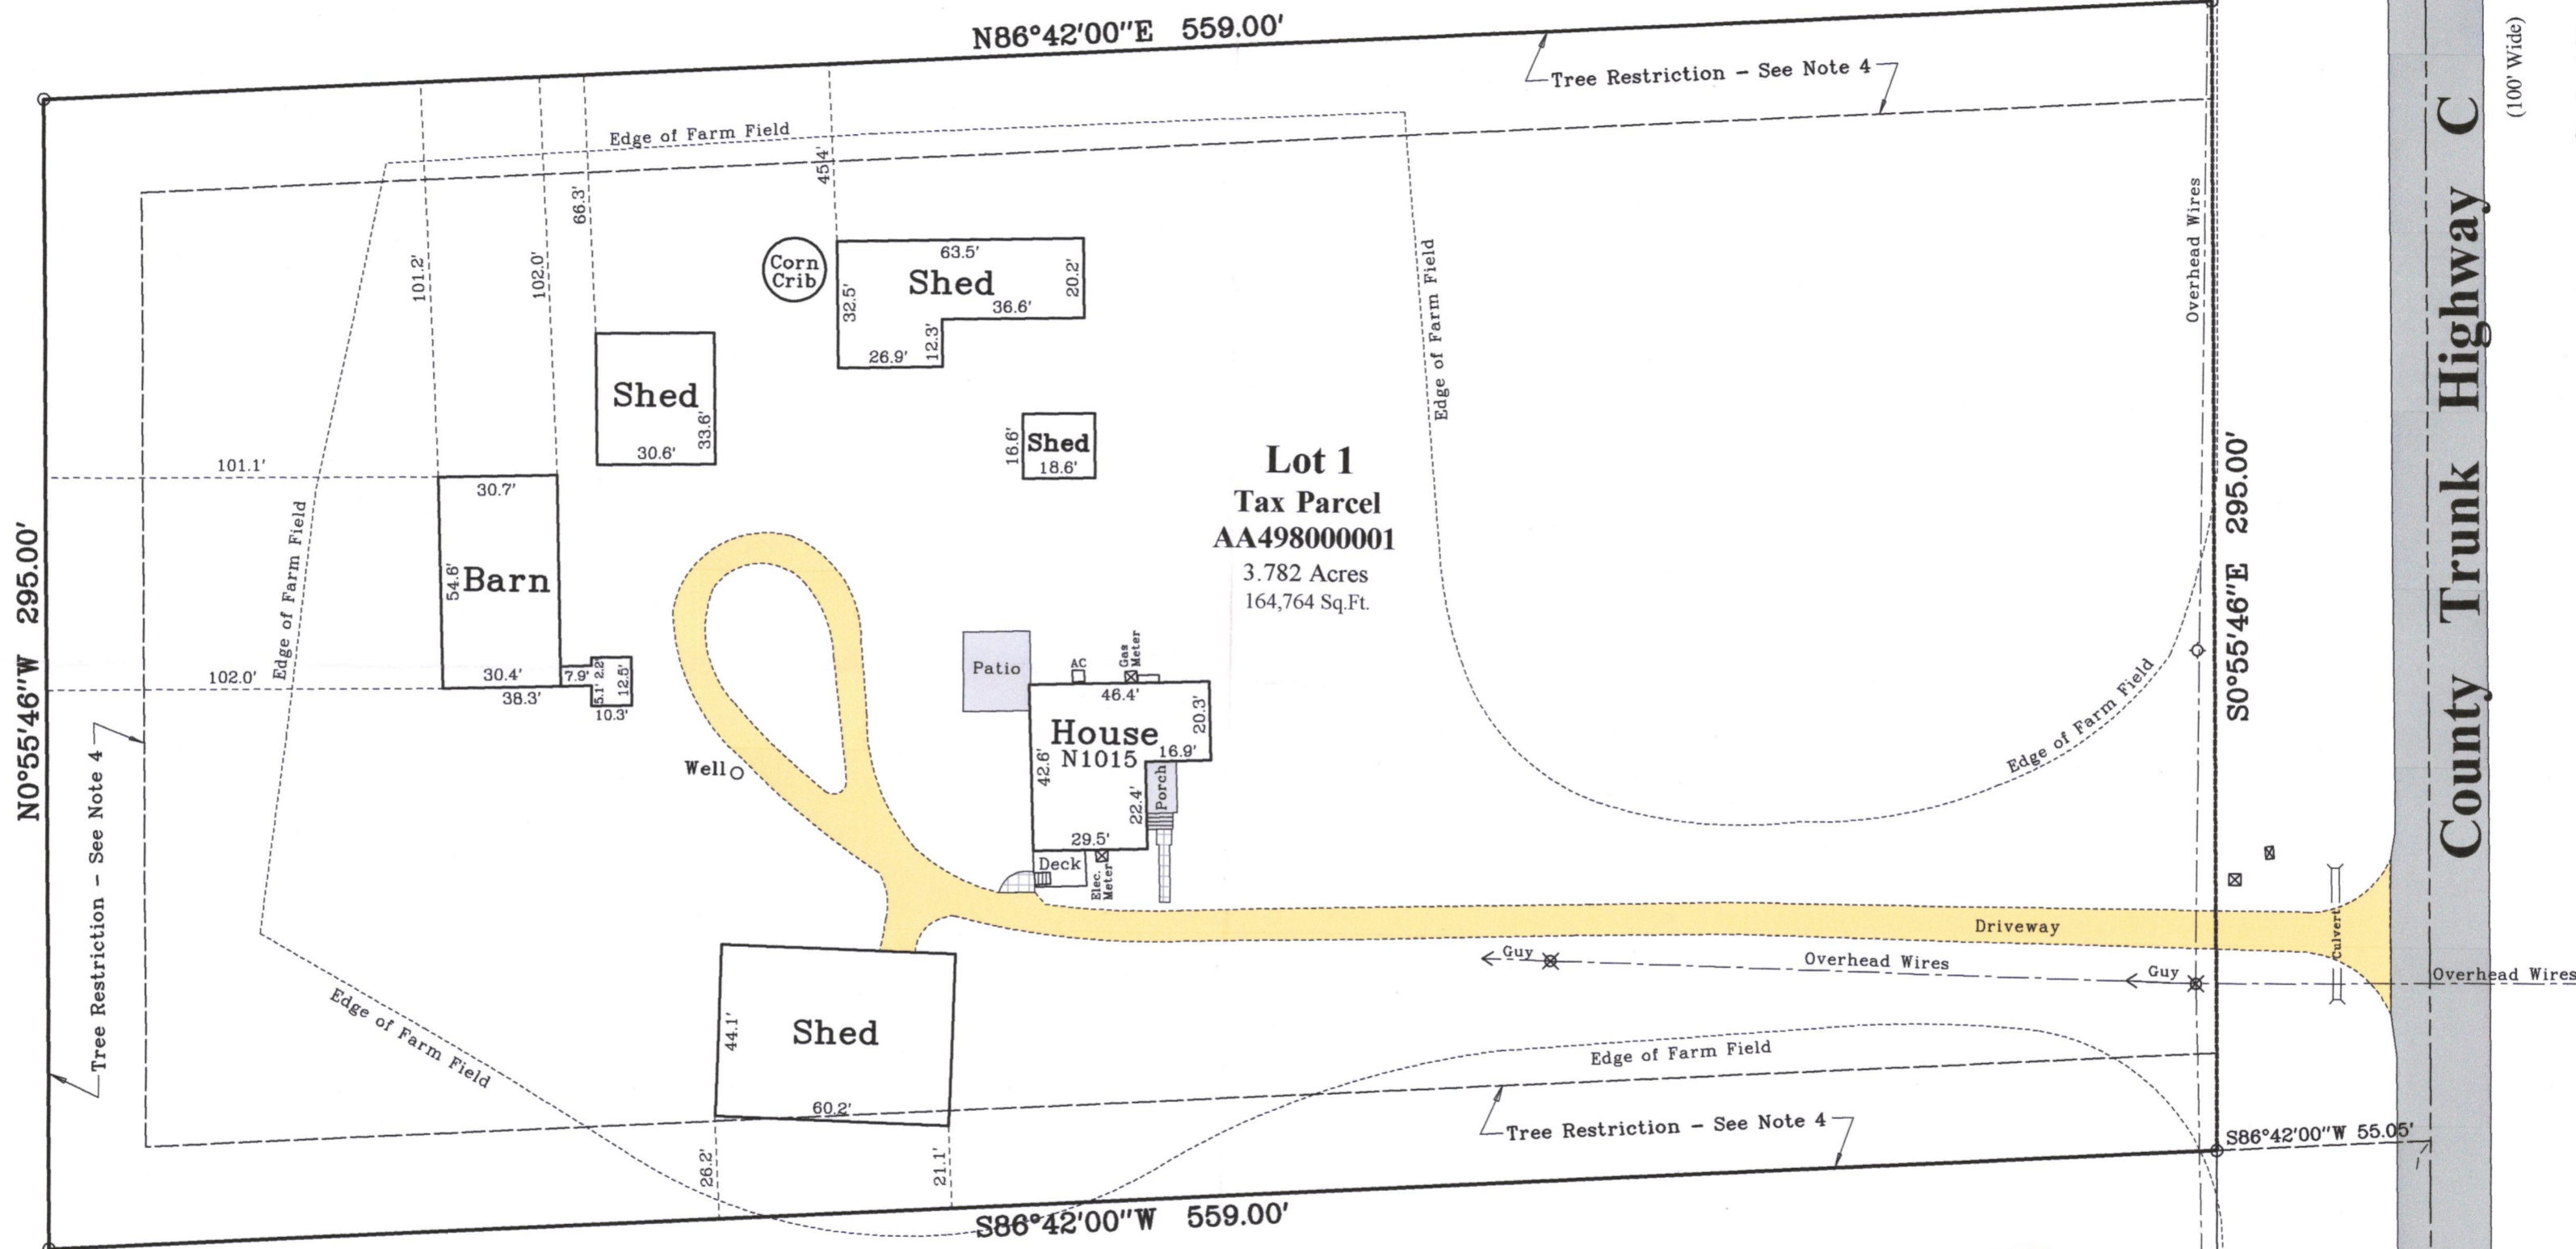 N86°42'00"E 559.00'
Tree Restriction - See Note 4
(100' Wide)
County Trunk Highway C
Edge of Farm Field
45.4'
66.3'
101.2'
102.0'
Overhead Wires
Corn
Crib
63.5'
Shed
32.5'
20.2'
36.6'
12.3'
26.9'
Edge of Farm Field
Shed
33.6'
30.6'
16.6'
Shed
18.6'
Lot 1
Tax Parcel
AA498000001
3.782 Acres
164,764 Sq.Ft.
101.1'
30.7'
54.6'
Barn
Edge of Farm Field
N0°55'46"W 295.00'
S0°55'46"E 295.00'
102.0'
30.4'
38.3'
7.9'
5.1'
2.2'
12.5'
10.3'
Patio
AC
Gas
Meter
46.4'
House
N1015
20.3'
16.9'
42.6'
Porch
22.4'
29.5'
Deck
Elec.
Meter
Well
Edge of Farm Field
Tree Restriction - See Note 4
Driveway
Culvert
Guy
Overhead Wires
Guy
Overhead Wires
Edge of Farm Field
44.1'
Shed
60.2'
Edge of Farm Field
26.2'
21.1'
Tree Restriction - See Note 4
S86°42'00"W 55.05'
S86°42'00"W 559.00'